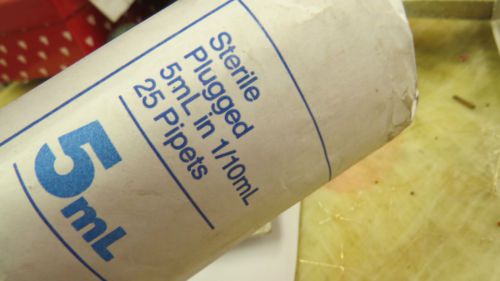 Sterile
Plugged
5mL in 1/10mL
25 Pipets
5mL